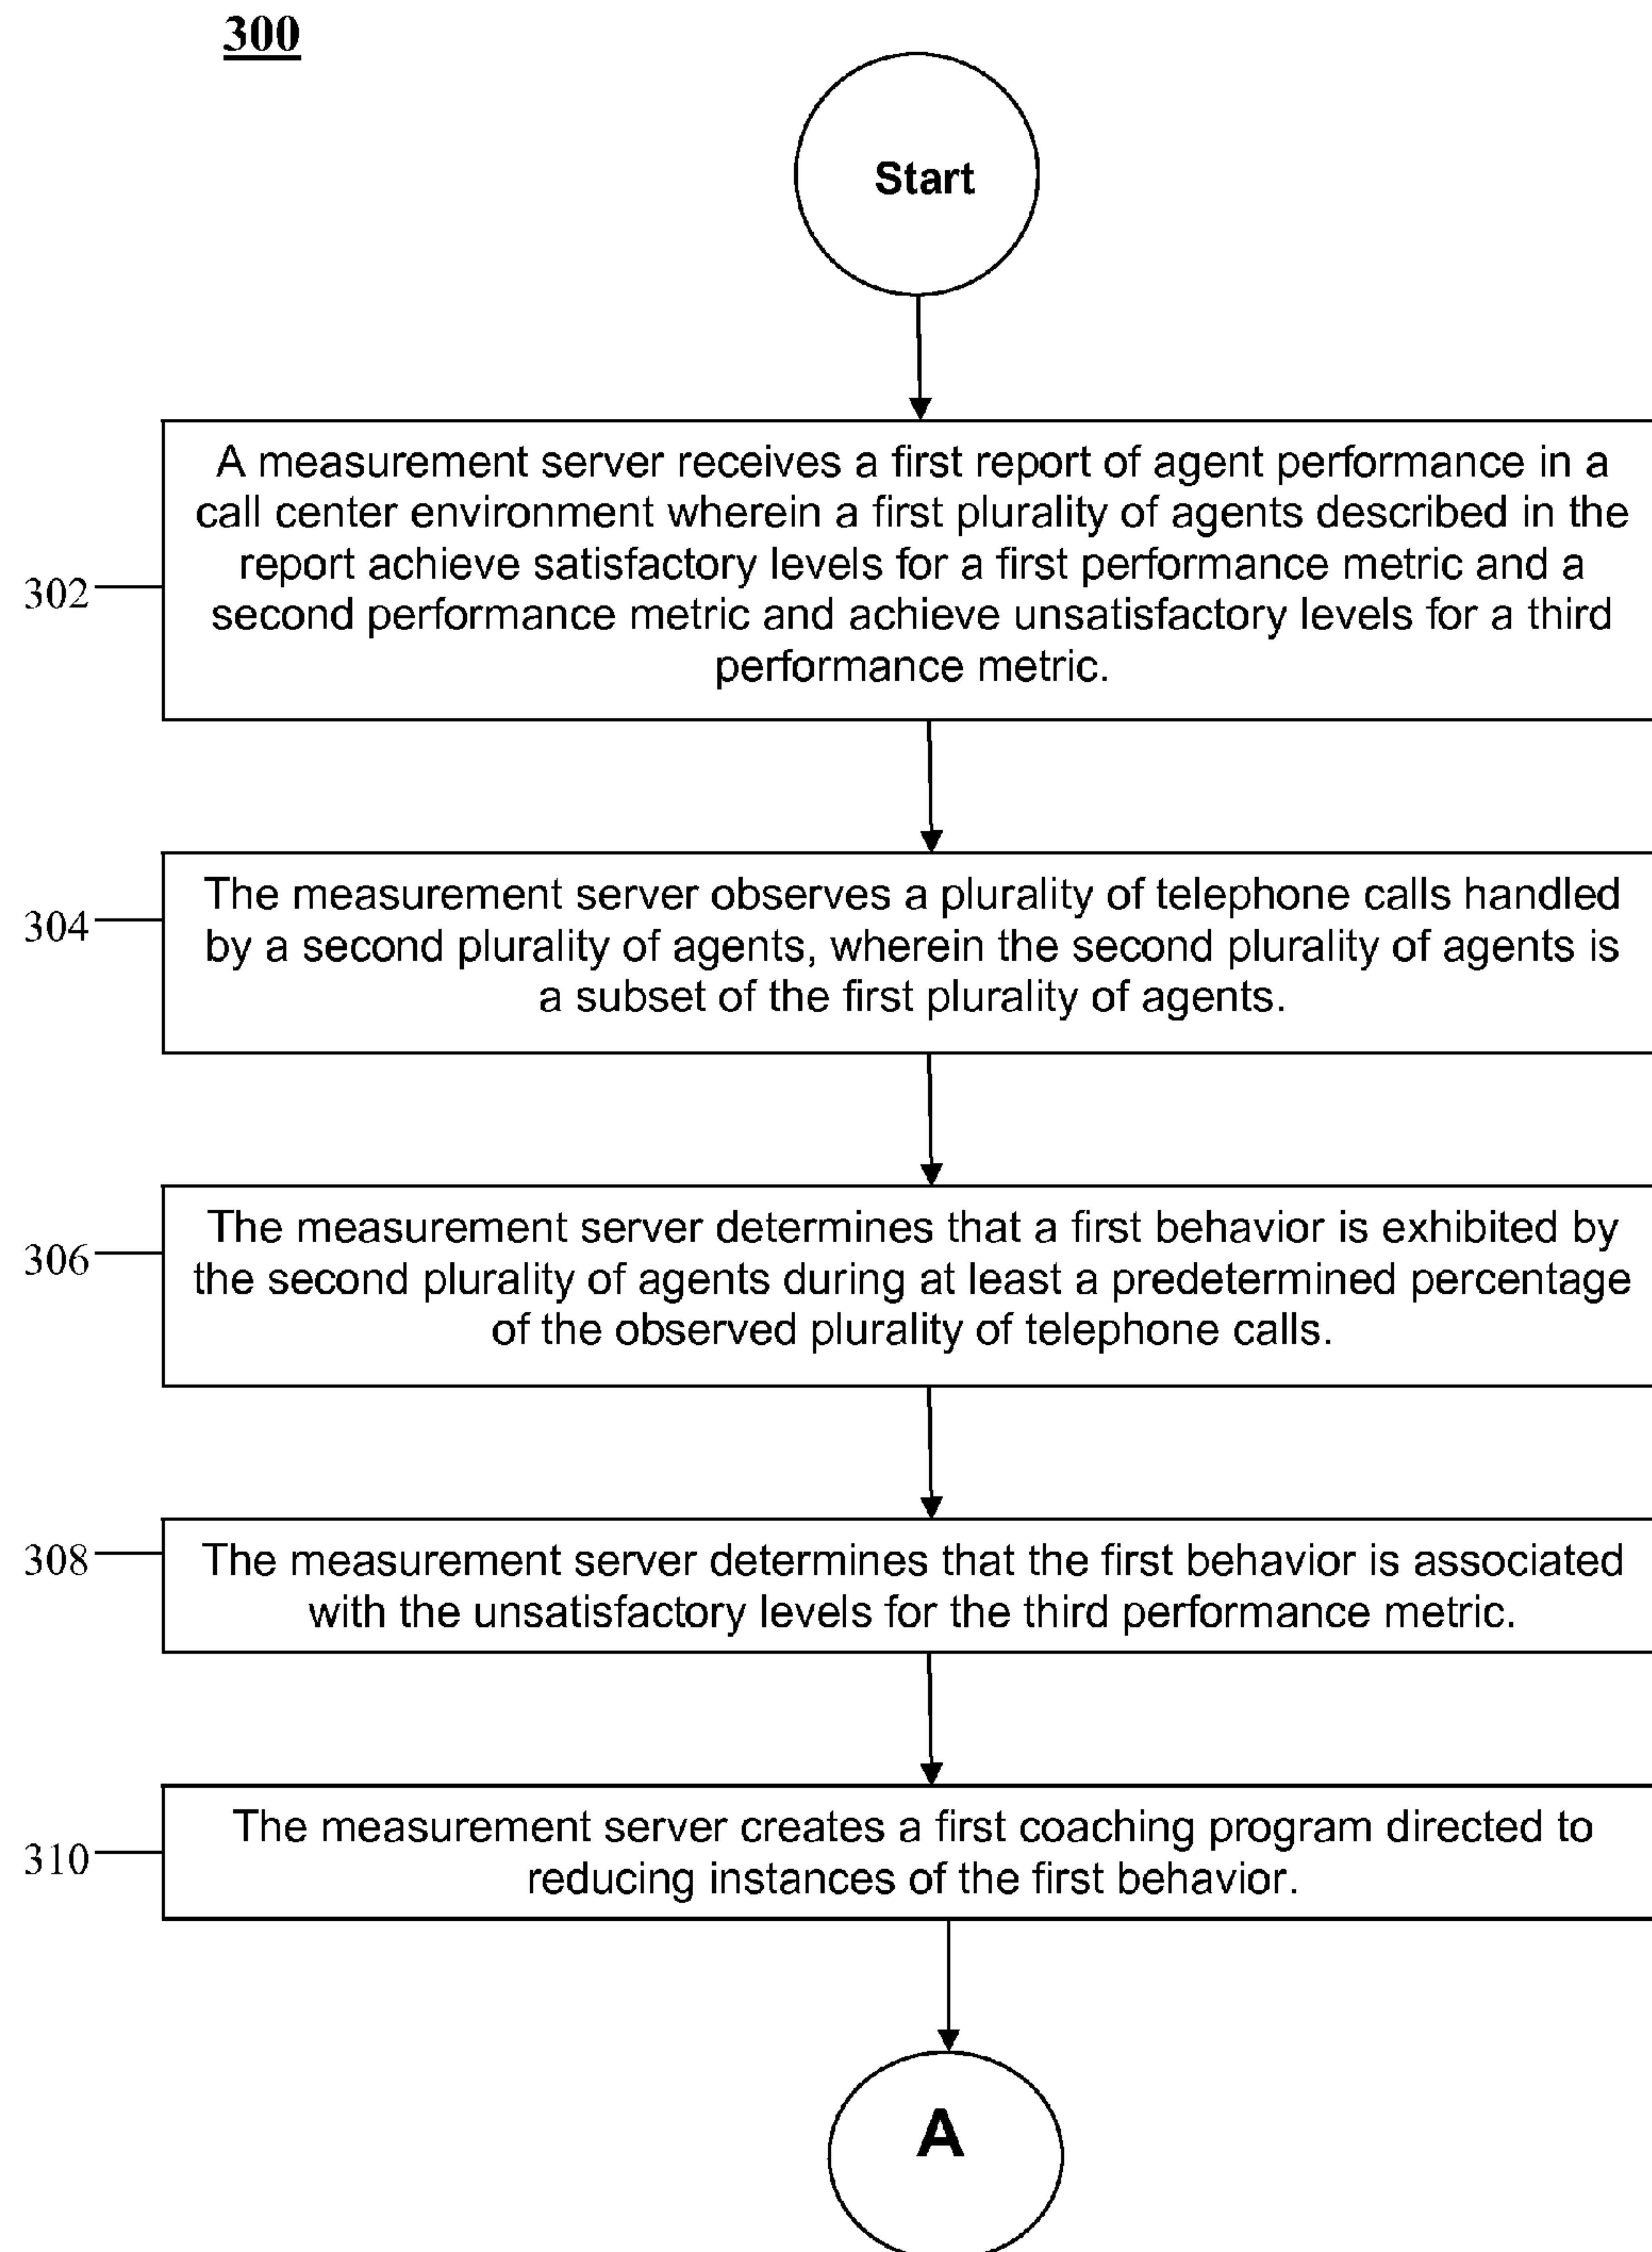 300
Start
A measurement server receives a first report of agent performance in a
call center environment wherein a first plurality of agents described in the
report achieve satisfactory levels for a first performance metric and a
second performance metric and achieve unsatisfactory levels for a third
performance metric.
302
The measurement server observes a plurality of telephone calls handled
by a second plurality of agents, wherein the second plurality of agents is
a subset of the first plurality of agents.
304
The measurement server determines that a first behavior is exhibited by
the second plurality of agents during at least a predetermined percentage
of the observed plurality of telephone calls.
306
The measurement server determines that the first behavior is associated
with the unsatisfactory levels for the third performance metric.
308
The measurement server creates a first coaching program directed to
reducing instances of the first behavior.
310
A